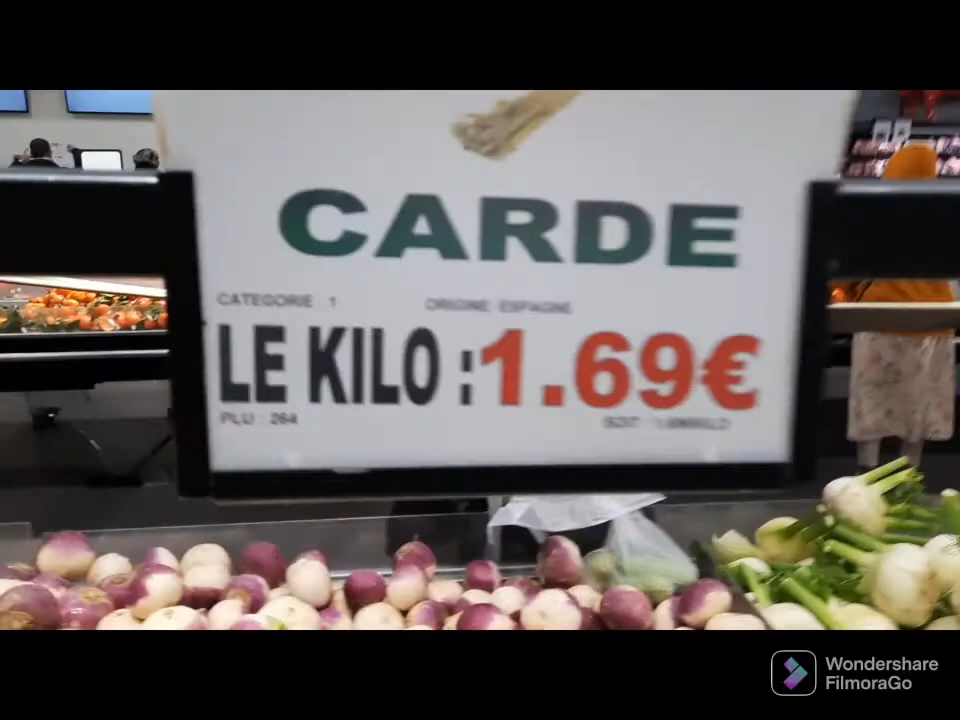 CARDE
CATEGORIE : 1 ORIGINE ESPAGNE
LE KILO :1.69€
PLU : 264
Wondershare
FilmoraGo